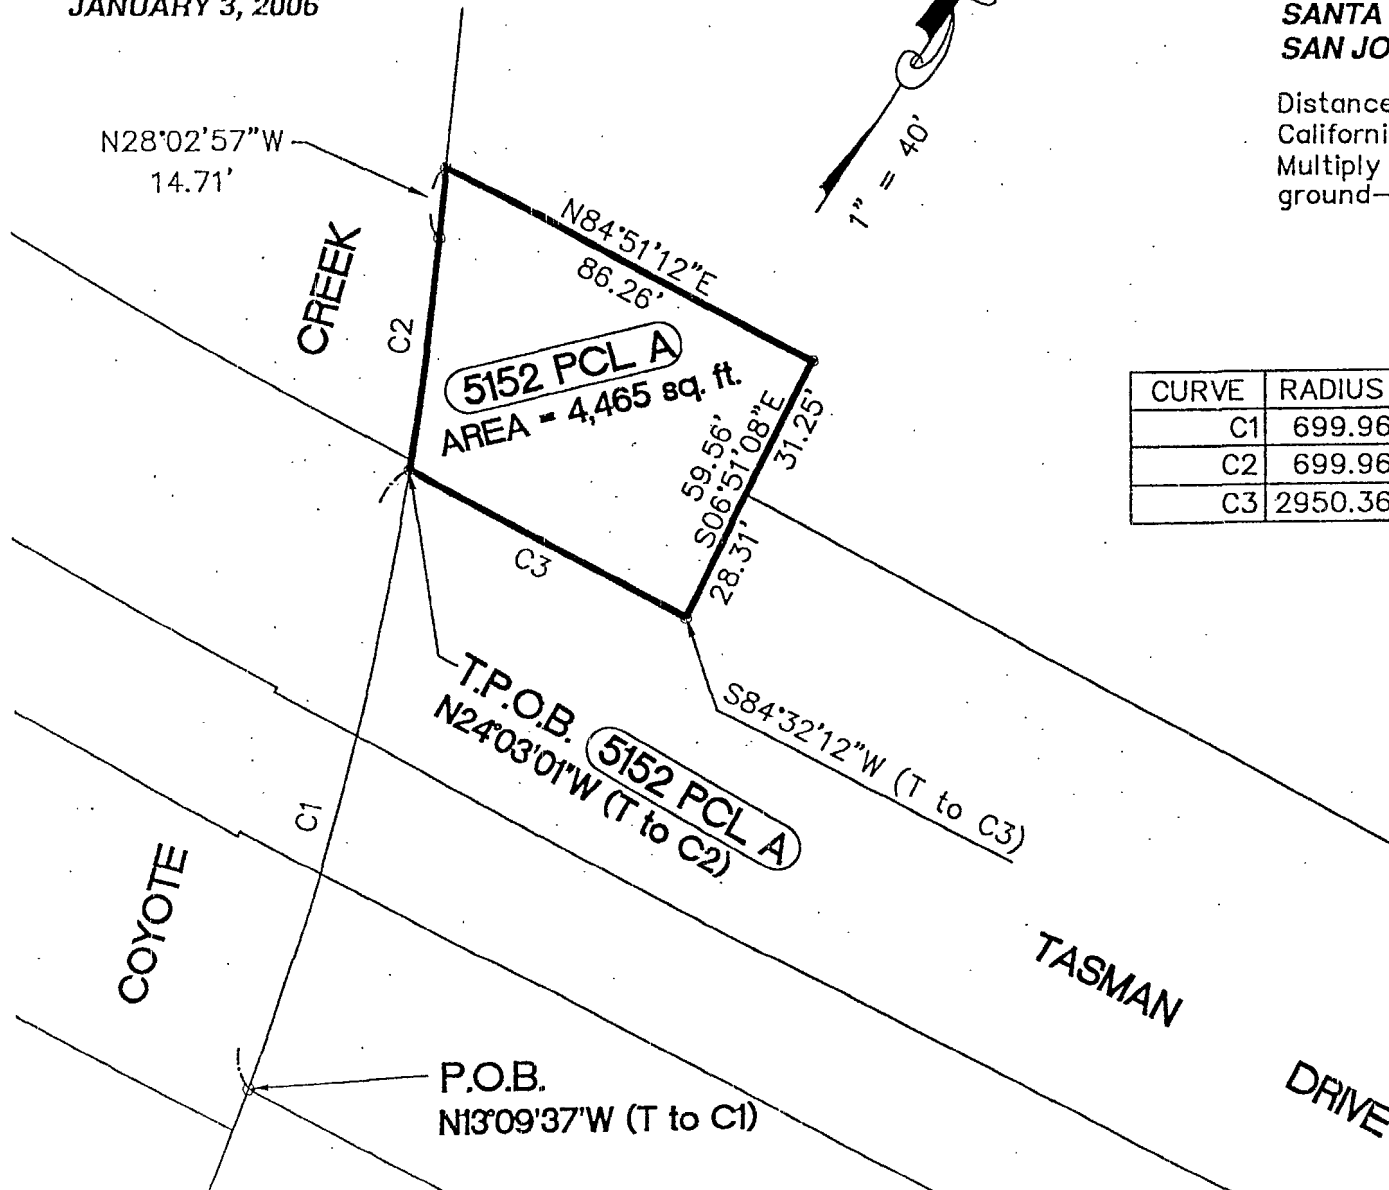 JANUARY 3, 2006
SANTA
SAN JO
Distance
Californi
Multiply
ground—
1" = 40'
N28°02'57"W
14.71'
N84°51'12"E
86.26'
CREEK
C2
5152 PCL A
AREA = 4,465 sq. ft.
59.56'
S06°51'08"E
31.25'
28.31'
CURVE RADIUS
C1 699.96
C2 699.96
C3 2950.36
C3
T.P.O.B. 5152 PCL A
N24°03'01"W (T to C2)
S84°32'12"W (T to C3)
C1
COYOTE
TASMAN
DRIVE
P.O.B.
N13°09'37'W (T to C1)